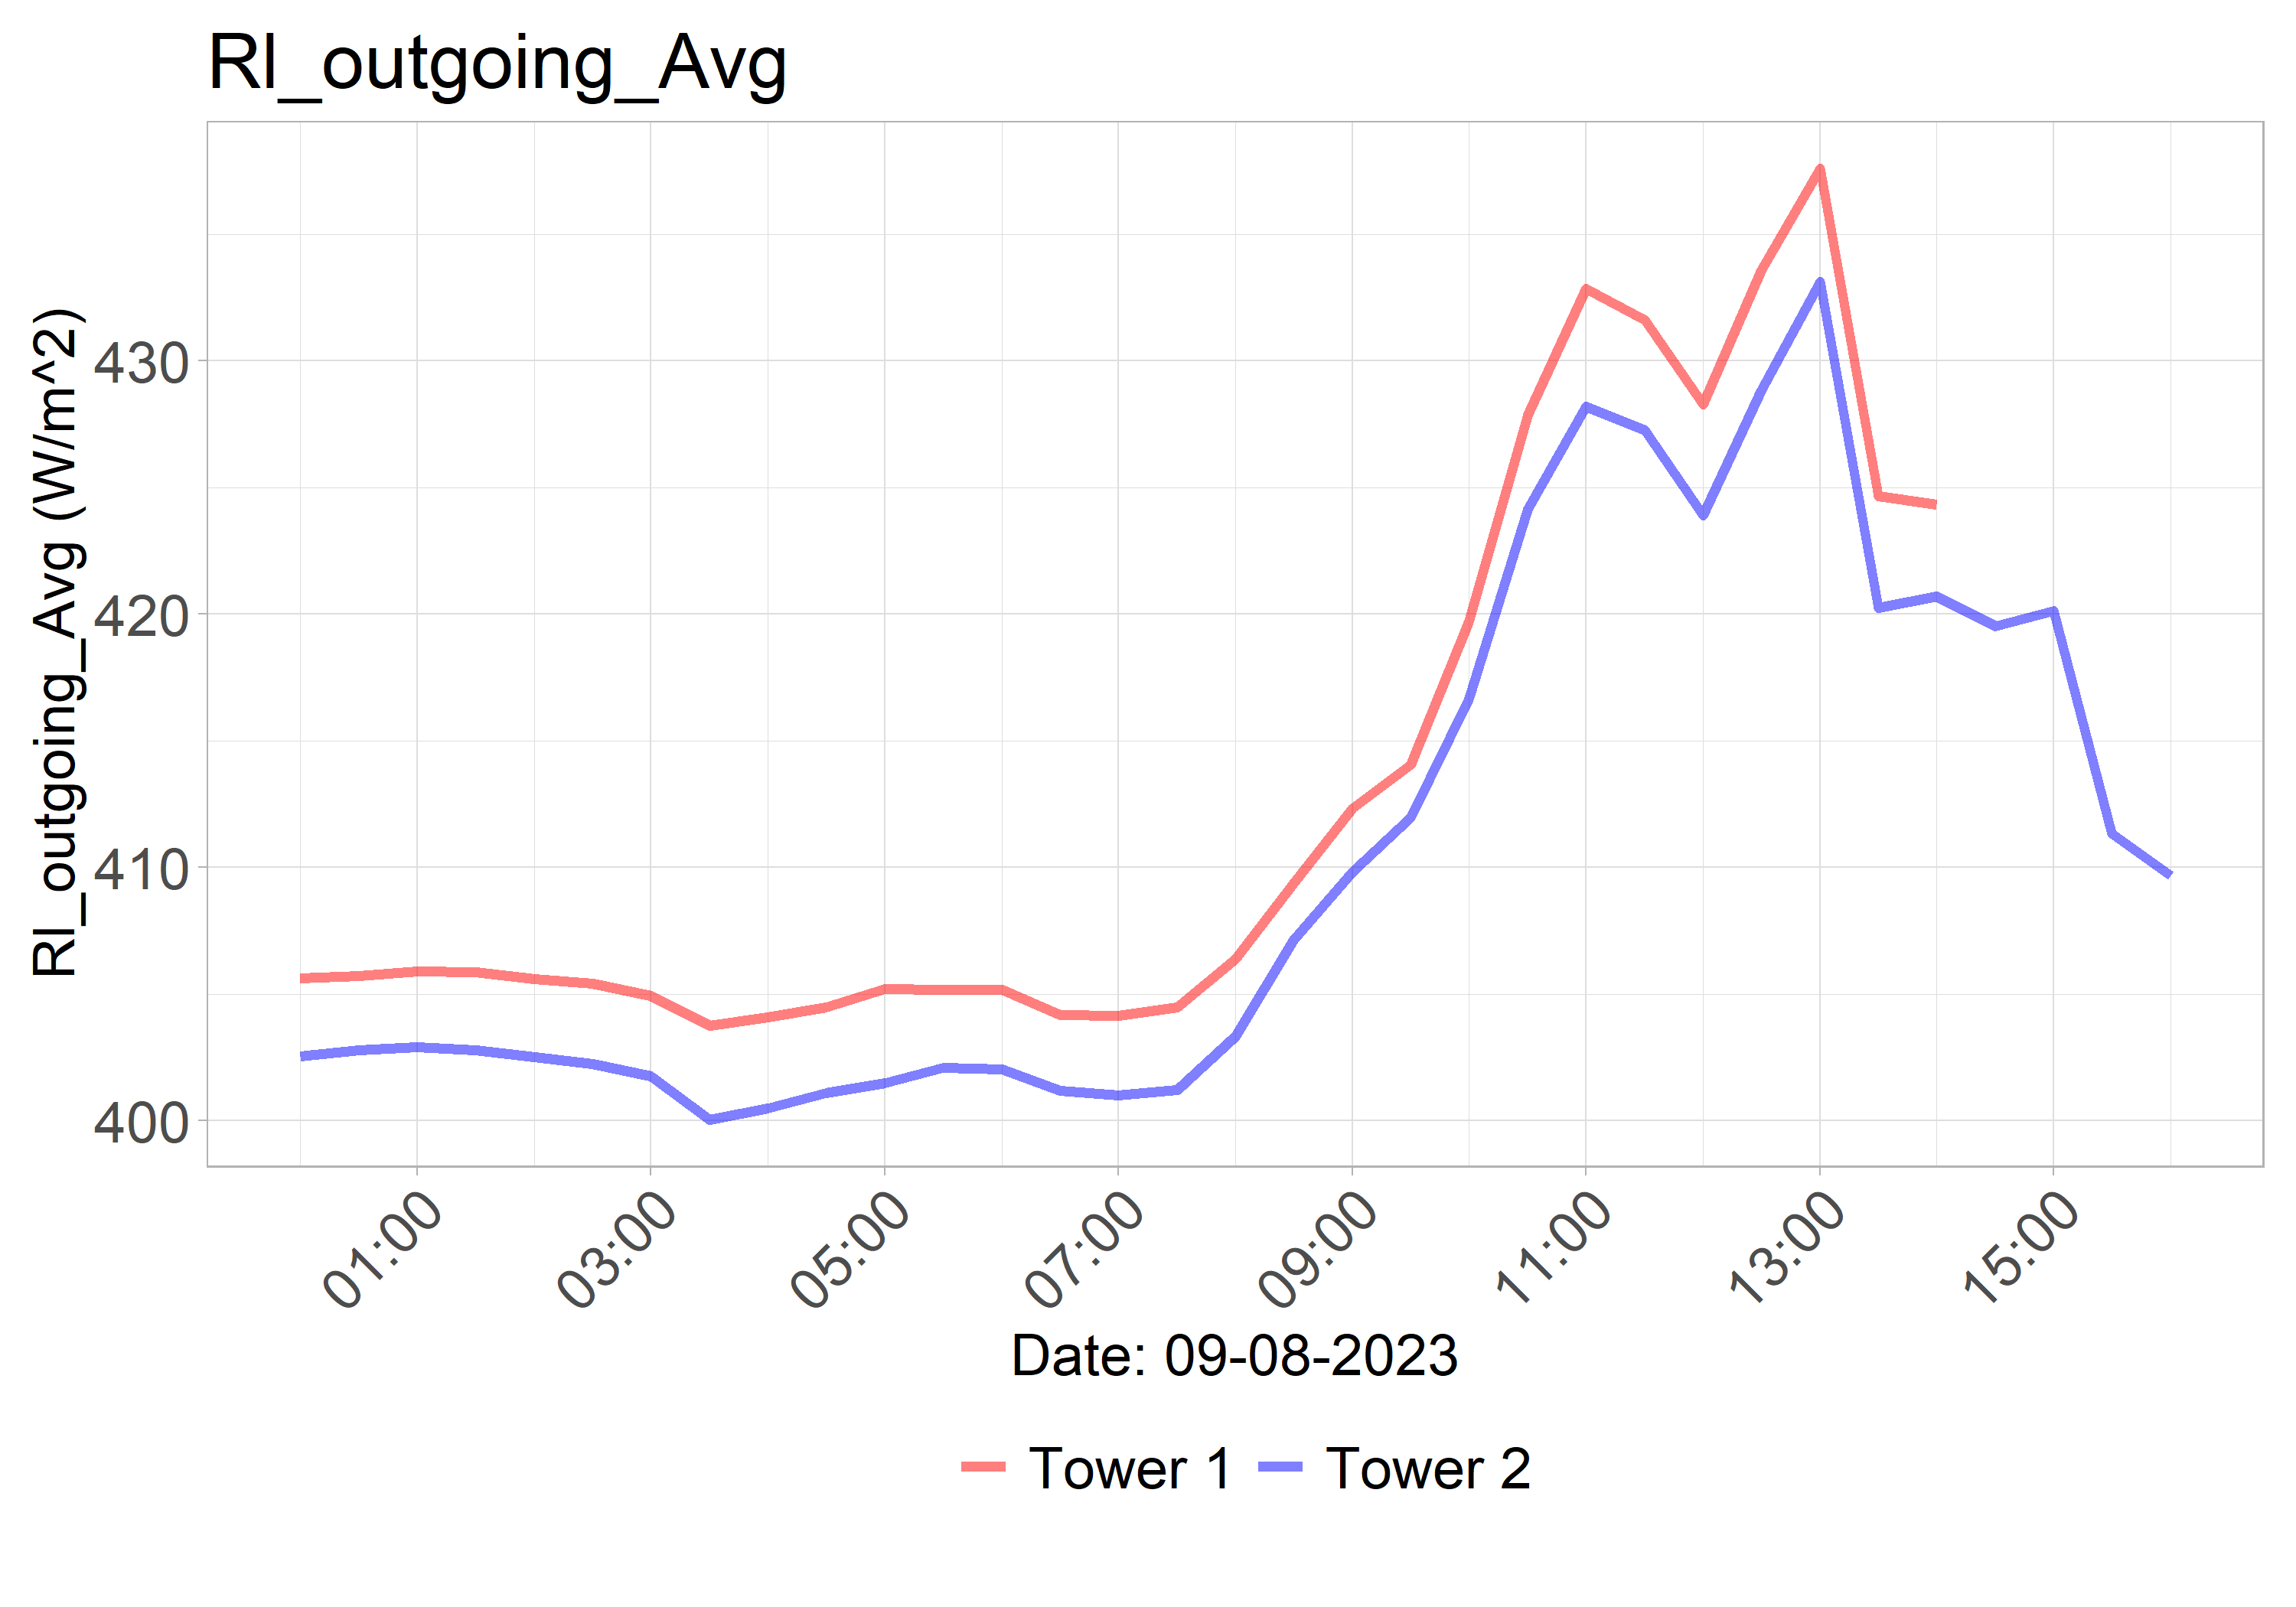 Rl_outgoing_Avg
Rl_outgoing_Avg (W/m^2)
430
420
410
400
01:00 03:00 05:00 07:00 09:00 11:00 13:00 15:00
Date: 09-08-2023
Tower 1 Tower 2